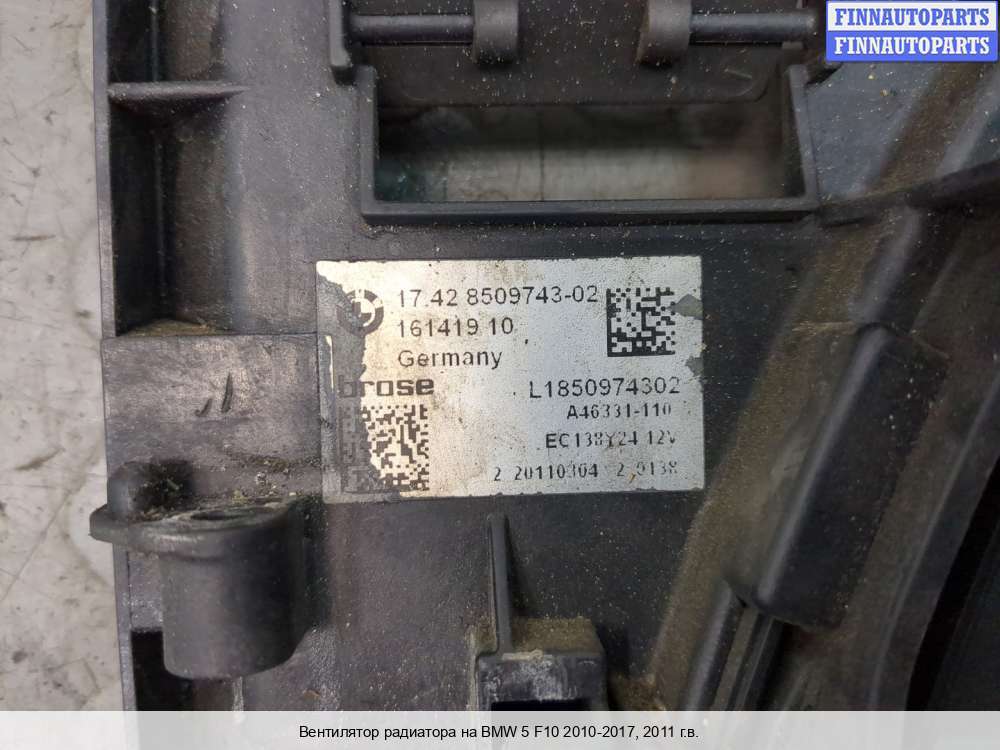 FINNAUTOPARTS
FINNAUTOPARTS
17.42 8509743-02
161419 10
Germany
brose
L1850974302
A46331-110
EC138Y24 12V
2 20110304 2 0138
Вентилятор радиатора на BMW 5 F10 2010-2017, 2011 г.в.